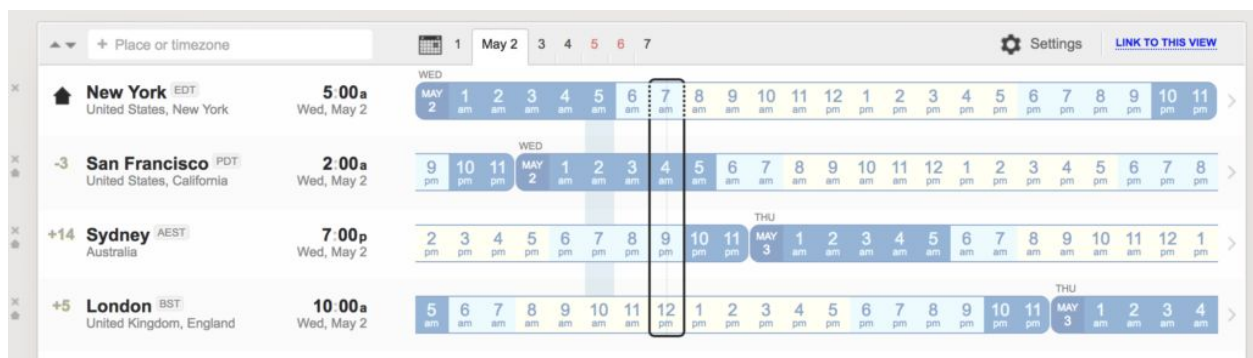 + Place or timezone 1 May 2 3 4 5 6 7 Settings LINK TO THIS VIEW
WED
New York EDT 5:00a MAY 2 1 am 2 am 3 am 4 am 5 am 6 am 7 am 8 am 9 am 10 am 11 am 12 pm 1 pm 2 pm 3 pm 4 pm 5 pm 6 pm 7 pm 8 pm 9 pm 10 pm 11 pm
United States, New York Wed, May 2
WED
-3 San Francisco PDT 2:00a 9 pm 10 pm 11 pm MAY 2 1 am 2 am 3 am 4 am 5 am 6 am 7 am 8 am 9 am 10 am 11 am 12 pm 1 pm 2 pm 3 pm 4 pm 5 pm 6 pm 7 pm 8 pm
United States, California Wed, May 2
THU
+14 Sydney AEST 7:00p 2 pm 3 pm 4 pm 5 pm 6 pm 7 pm 8 pm 9 pm 10 pm 11 pm MAY 3 1 am 2 am 3 am 4 am 5 am 6 am 7 am 8 am 9 am 10 am 11 am 12 pm 1 pm
Australia Wed, May 2
THU
+5 London BST 10:00a 5 am 6 am 7 am 8 am 9 am 10 am 11 am 12 pm 1 pm 2 pm 3 pm 4 pm 5 pm 6 pm 7 pm 8 pm 9 pm 10 pm 11 pm MAY 3 1 am 2 am 3 am 4 am
United Kingdom, England Wed, May 2